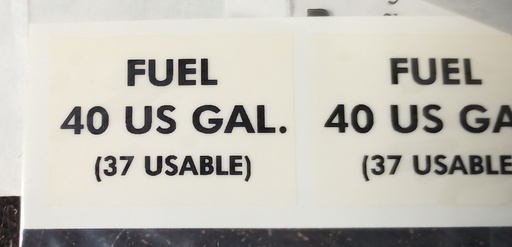 FUEL
40 US GAL.
(37 USABLE)
FUEL
40 US GA
(37 USABLE